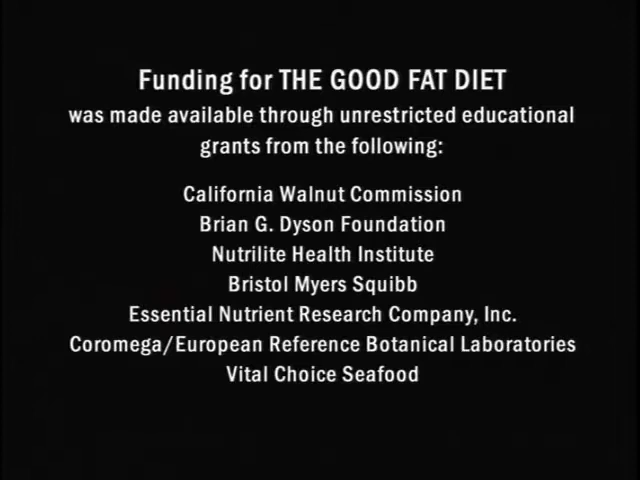 Funding for THE GOOD FAT DIET
was made available through unrestricted educational
grants from the following:
California Walnut Commission
Brian G. Dyson Foundation
Nutrilite Health Institute
Bristol Myers Squibb
Essential Nutrient Research Company, Inc.
Coromega/European Reference Botanical Laboratories
Vital Choice Seafood